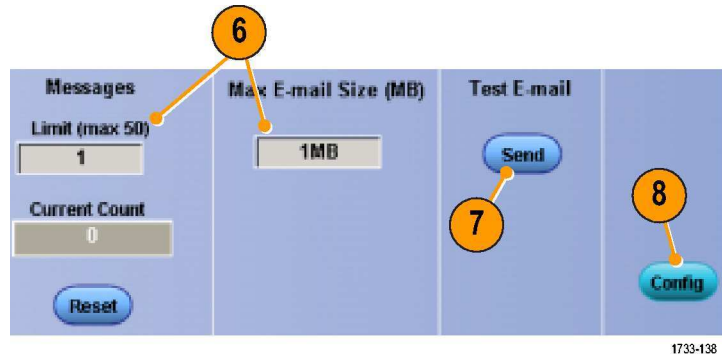 6
Messages
Limit (max 50)
1
Current Count
0
Reset
Max E-mail Size (MB)
1MB
Test E-mail
Send
7
8
Config
1733-138